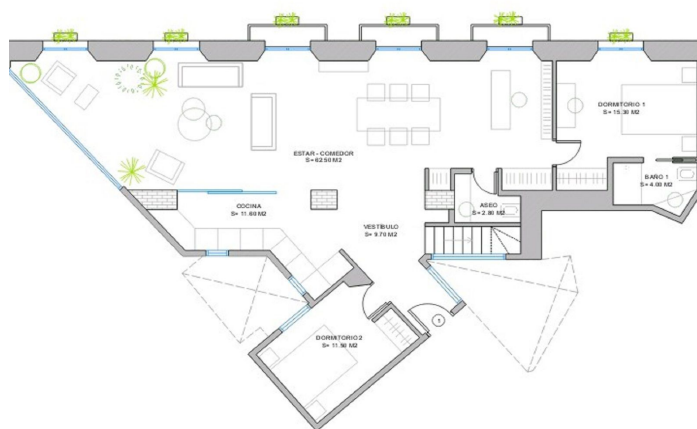 DORMITORIO 1
S= 15.30 M2
ESTAR - COMEDOR
S= 62.50 M2
BAÑO 1
S= 4.00 M2
COCINA
S= 11.60 M2
ASEO
S= 2.80 M2
VESTÍBULO
S= 9.70 M2
1
DORMITORIO 2
S= 11.50 M2